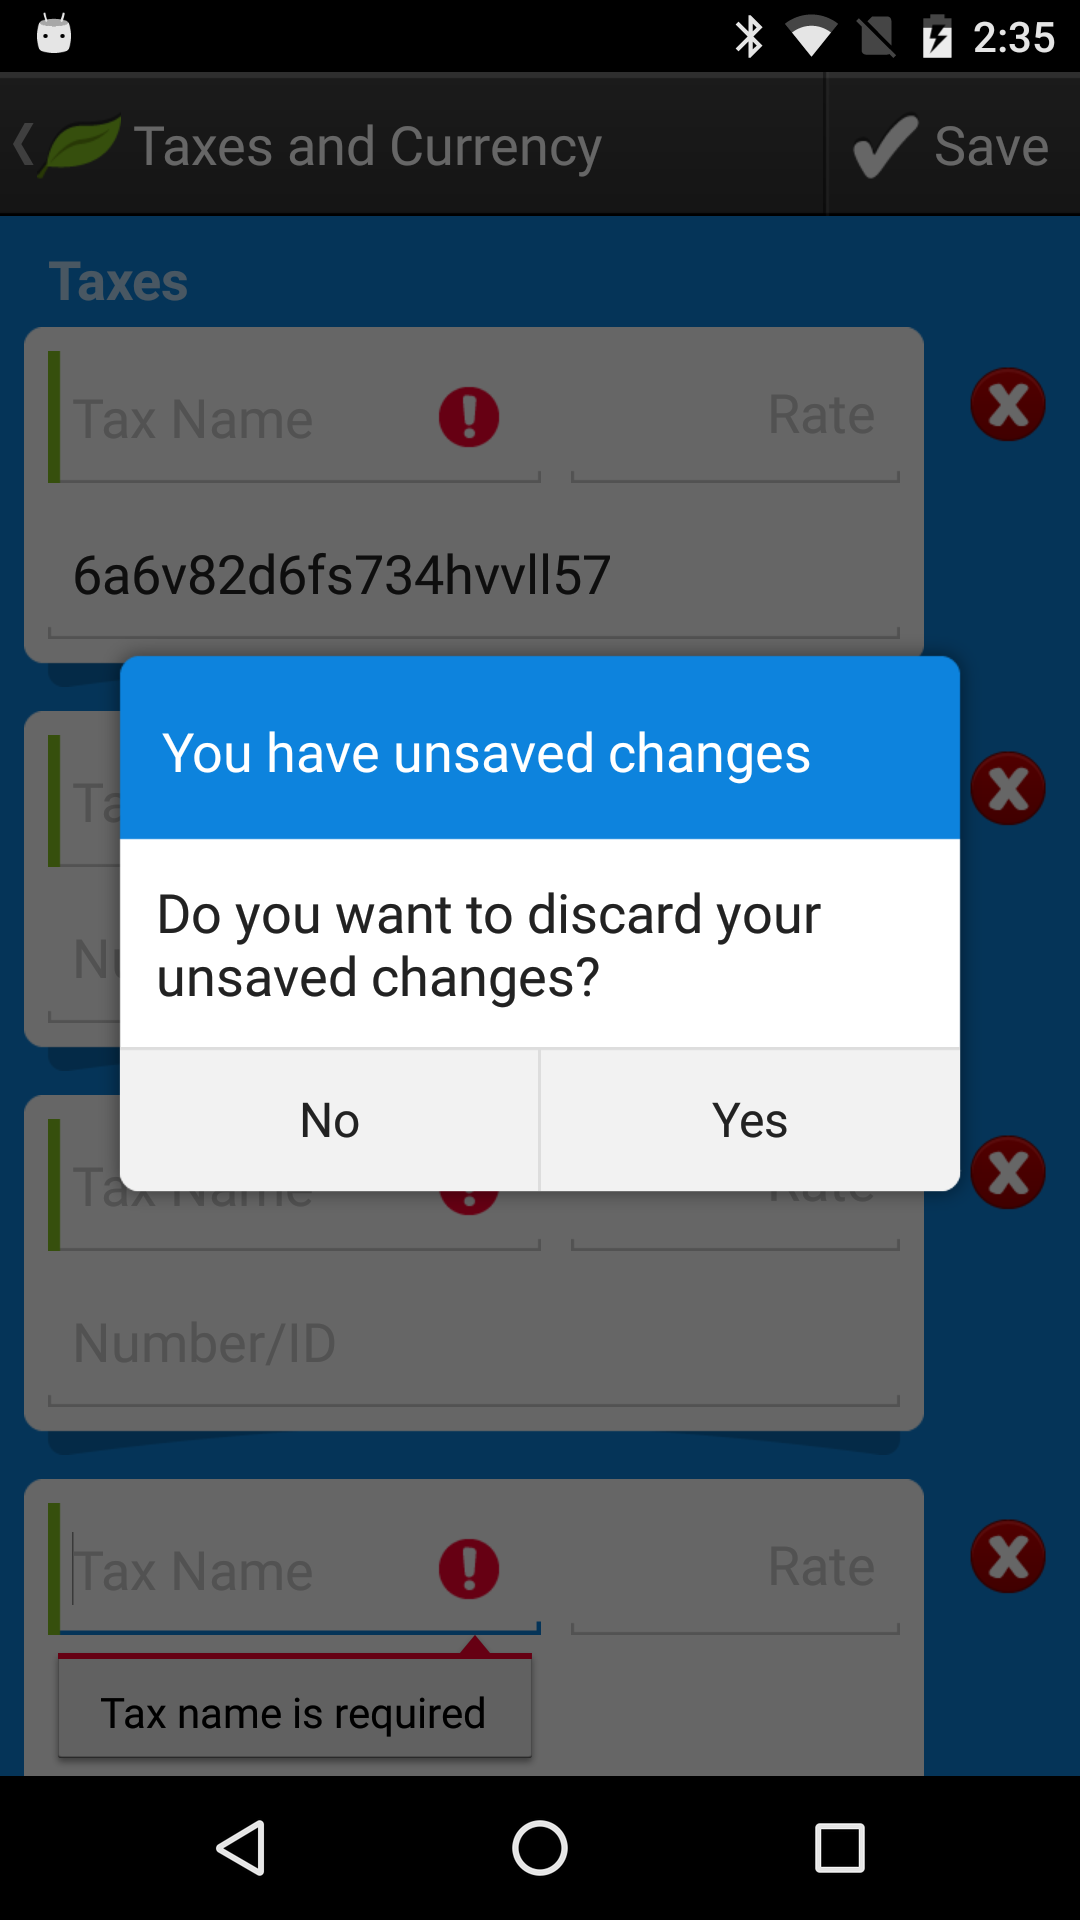 2:35
Taxes and Currency
Save
Taxes
Tax Name
Rate
6a6v82d6fs734hvvll57
You have unsaved changes
Do you want to discard your
unsaved changes?
No
Yes
Tax Name
Rate
Number/ID
Tax Name
Rate
Tax name is required